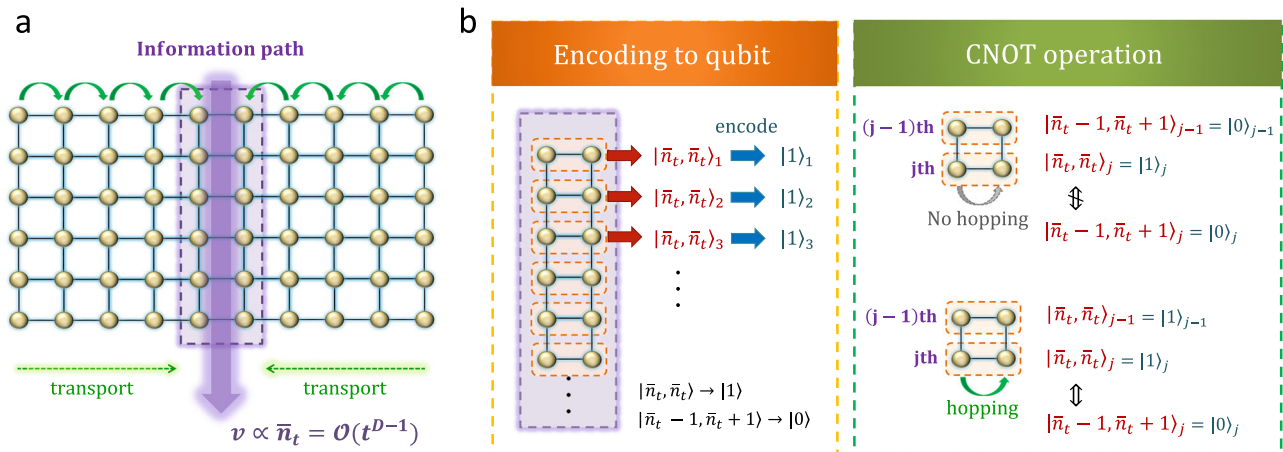 a
Information path
transport
transport
v ∝ n̄ₜ = 𝒪(t^{D−1})
b
Encoding to qubit
encode
|n̄ₜ, n̄ₜ⟩₁ |1⟩₁
|n̄ₜ, n̄ₜ⟩₂ |1⟩₂
|n̄ₜ, n̄ₜ⟩₃ |1⟩₃
|n̄ₜ, n̄ₜ⟩ → |1⟩
|n̄ₜ − 1, n̄ₜ + 1⟩ → |0⟩
CNOT operation
(j − 1)th |n̄ₜ − 1, n̄ₜ + 1⟩ⱼ₋₁ = |0⟩ⱼ₋₁
jth |n̄ₜ, n̄ₜ⟩ⱼ = |1⟩ⱼ
No hopping ⇕
|n̄ₜ − 1, n̄ₜ + 1⟩ⱼ = |0⟩ⱼ
(j − 1)th |n̄ₜ, n̄ₜ⟩ⱼ₋₁ = |1⟩ⱼ₋₁
jth |n̄ₜ, n̄ₜ⟩ⱼ = |1⟩ⱼ
hopping ⇕
|n̄ₜ − 1, n̄ₜ + 1⟩ⱼ = |0⟩ⱼ